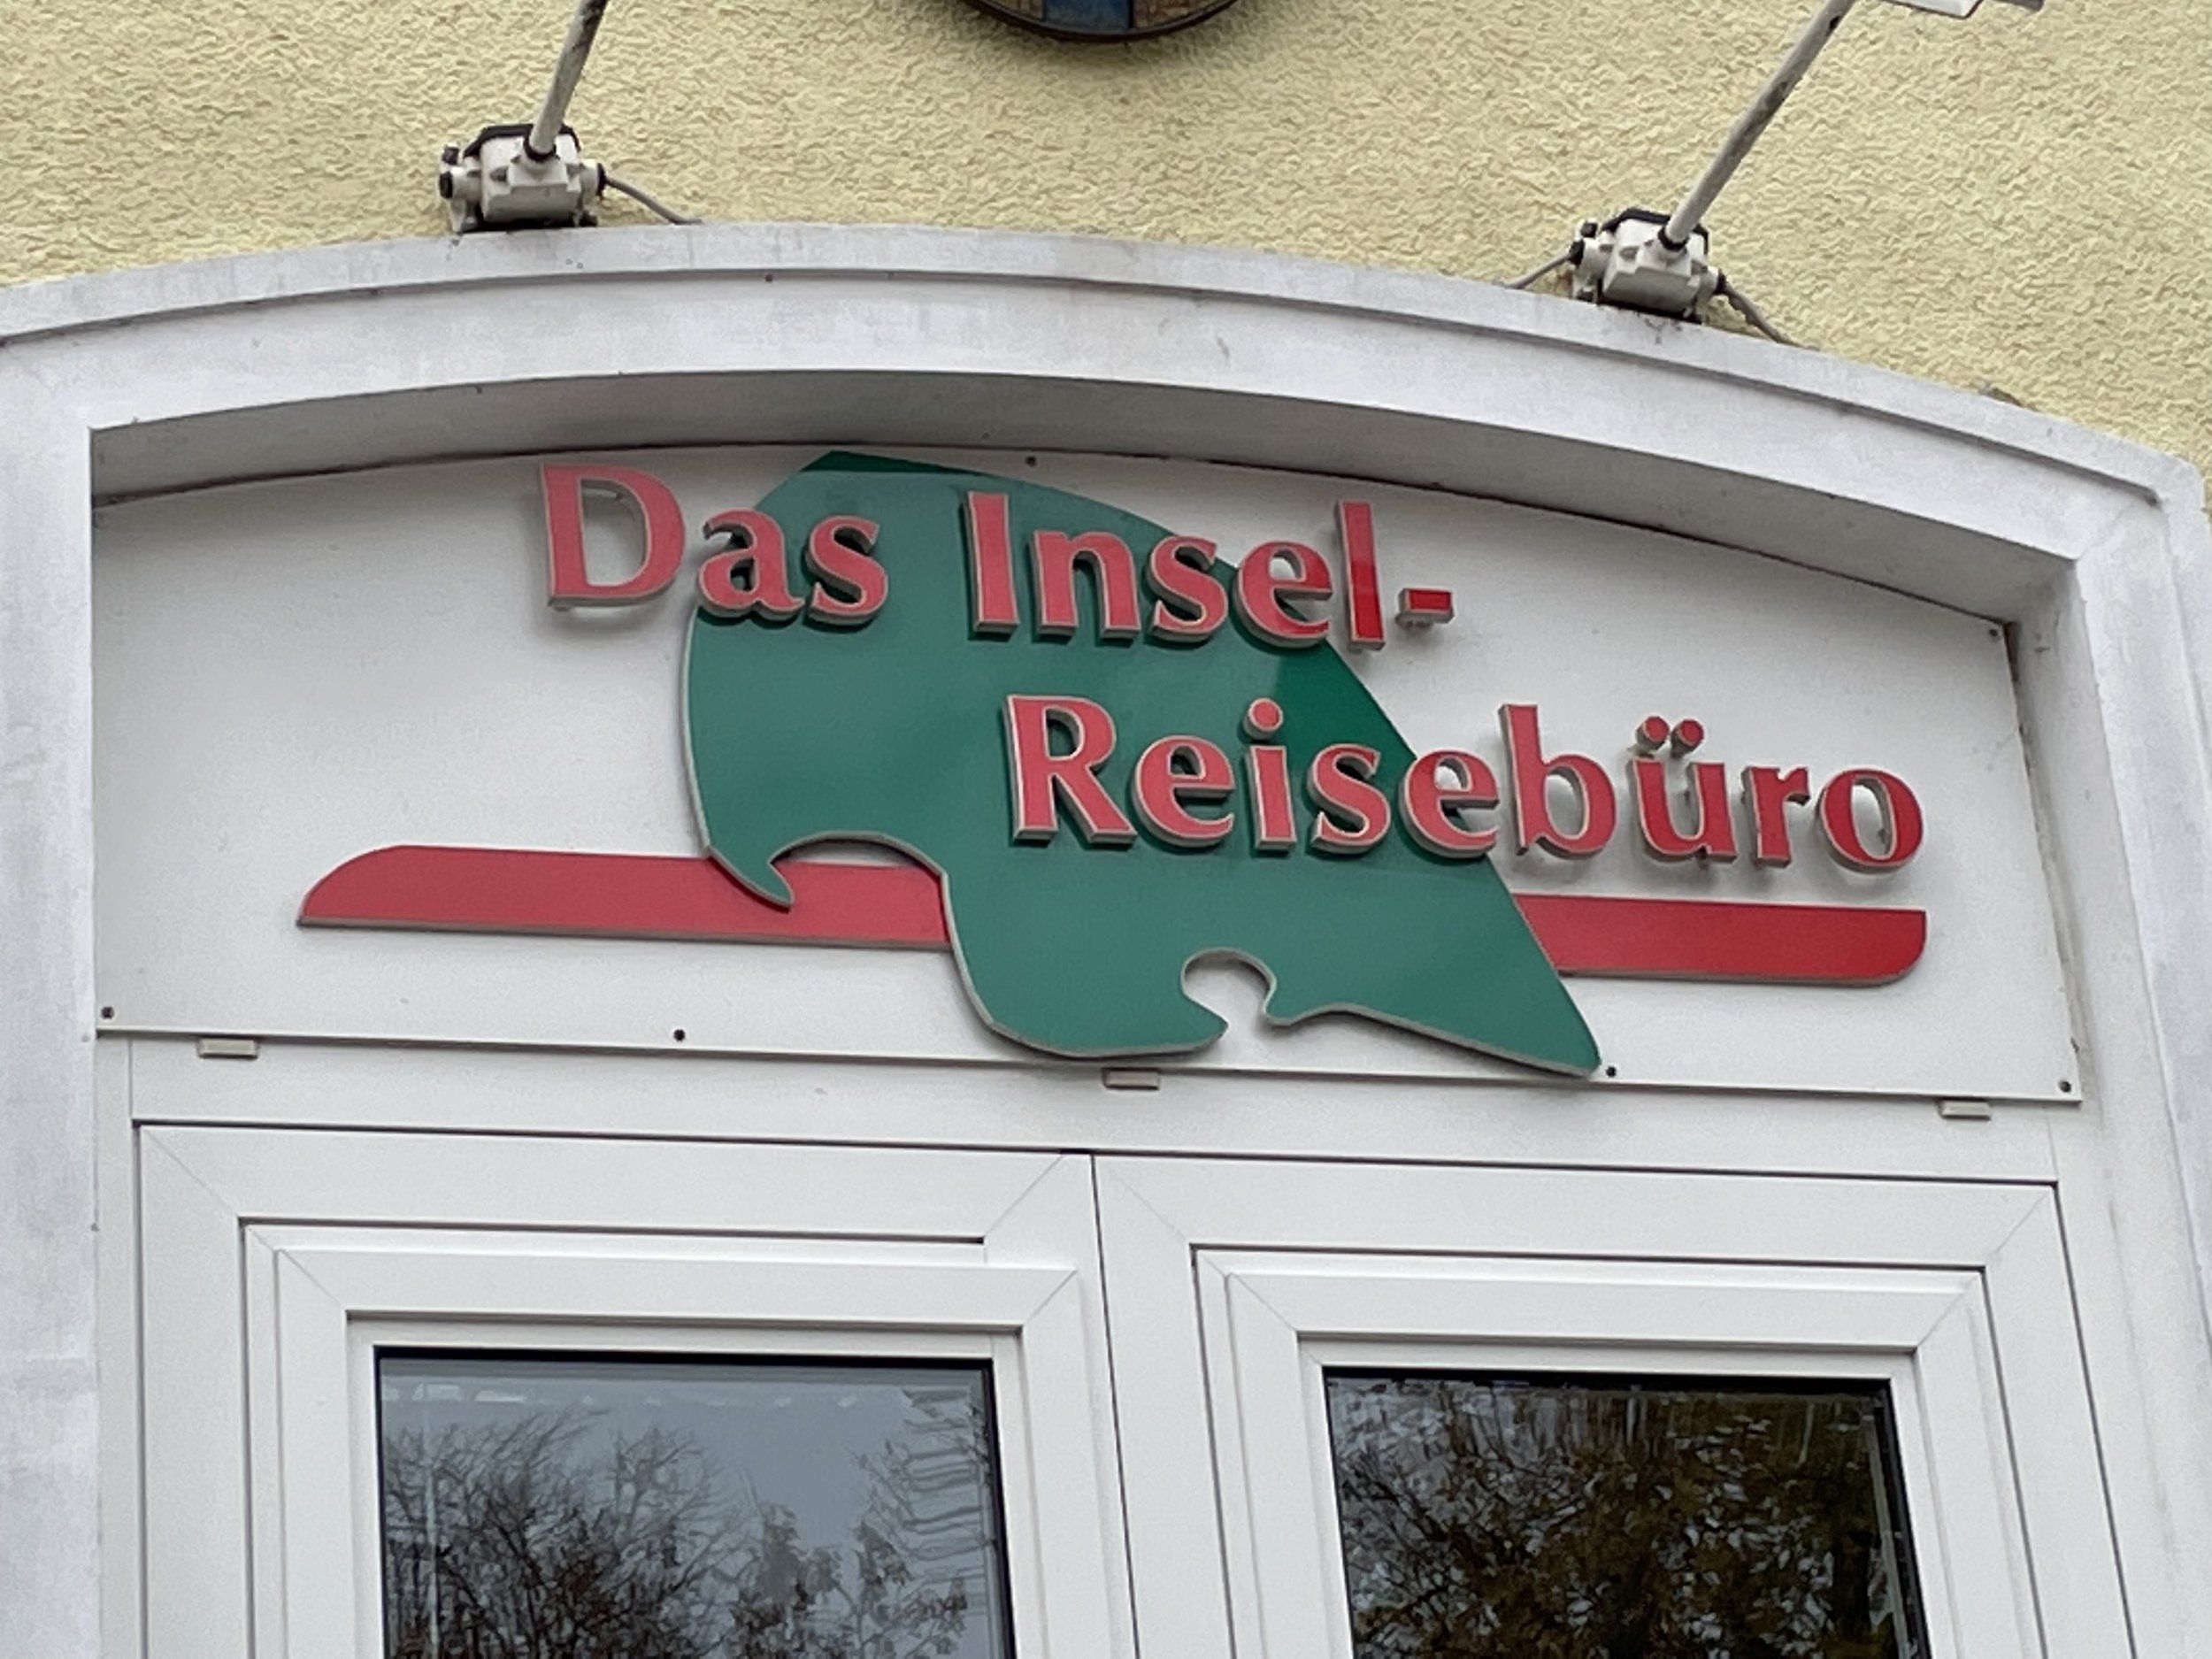 Das Insel-
Reisebüro